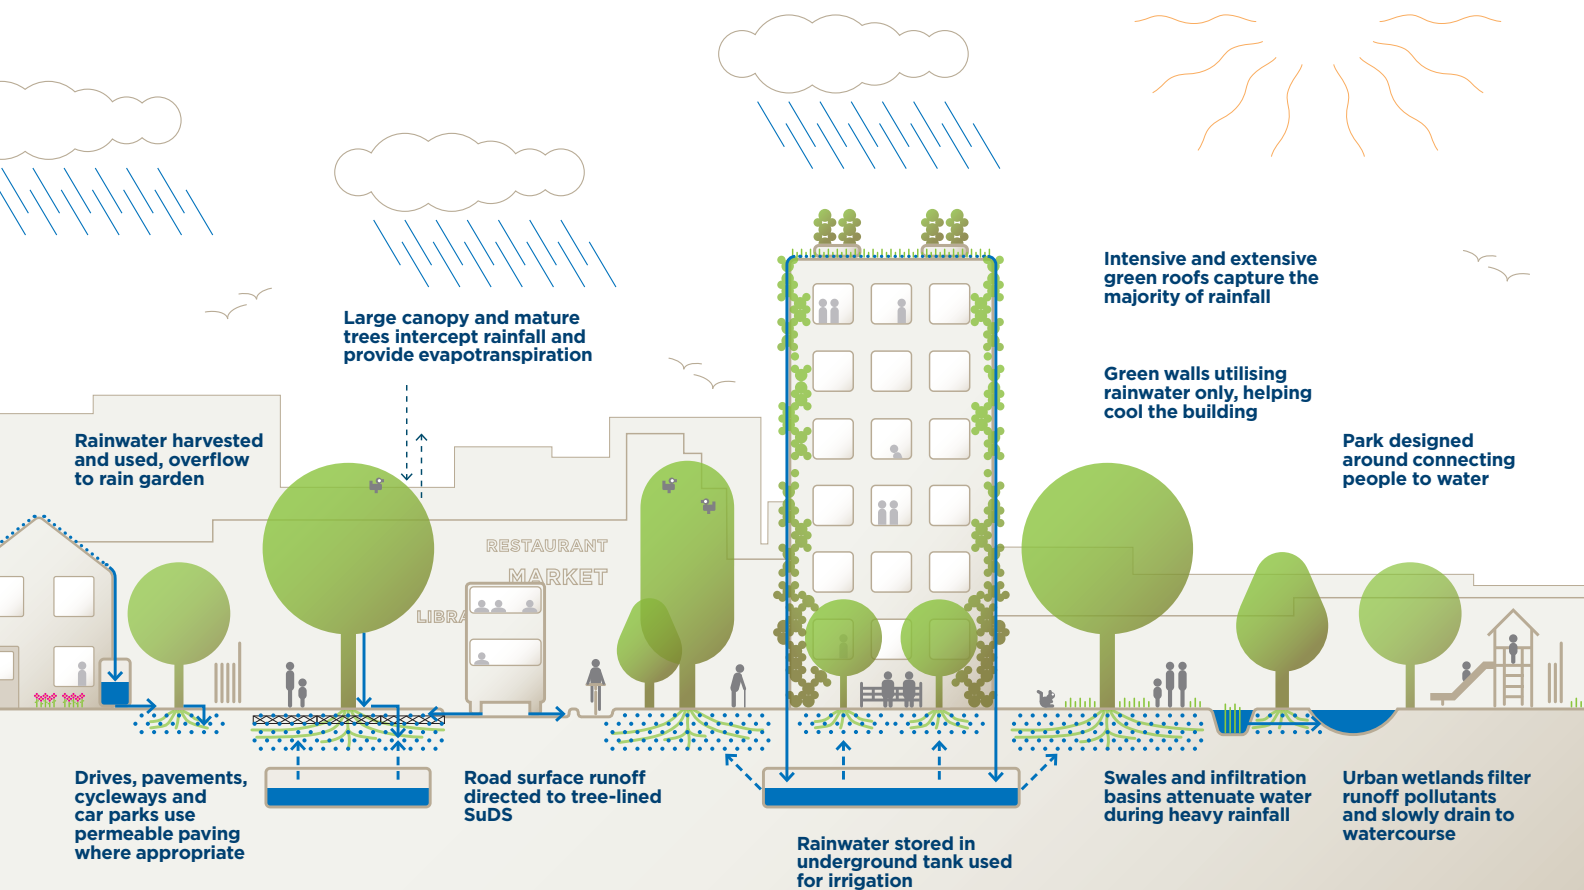 Intensive and extensive
green roofs capture the
majority of rainfall
Large canopy and mature
trees intercept rainfall and
provide evapotranspiration
Green walls utilising
rainwater only, helping
cool the building
Rainwater harvested
and used, overflow
to rain garden
Park designed
around connecting
people to water
RESTAURANT
MARKET
LIBRA
Drives, pavements,
cycleways and
car parks use
permeable paving
where appropriate
Road surface runoff
directed to tree-lined
SuDS
Rainwater stored in
underground tank used
for irrigation
Swales and infiltration
basins attenuate water
during heavy rainfall
Urban wetlands filter
runoff pollutants
and slowly drain to
watercourse